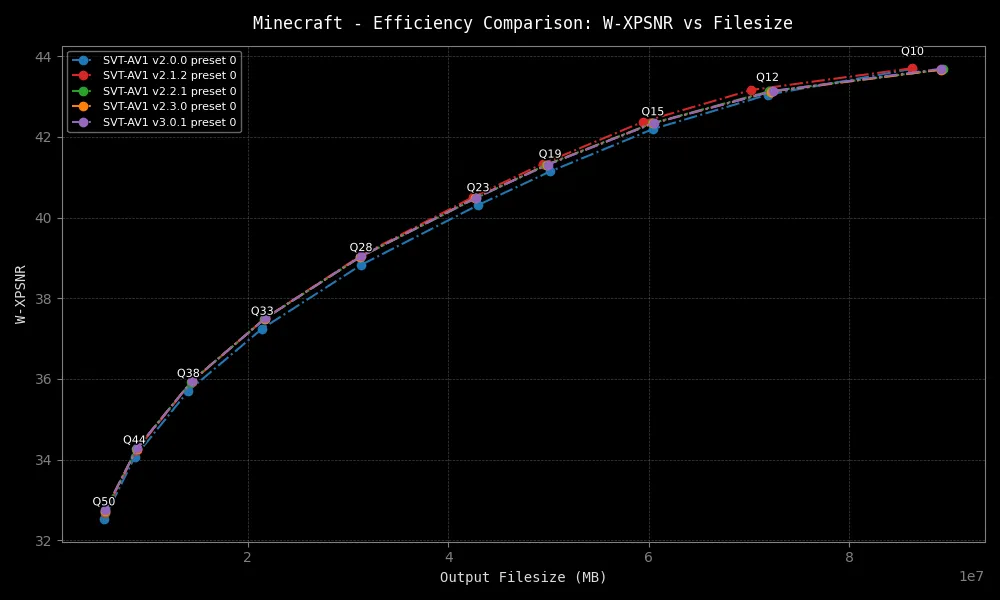 Minecraft - Efficiency Comparison: W-XPSNR vs Filesize
SVT-AV1 v2.0.0 preset 0
SVT-AV1 v2.1.2 preset 0
SVT-AV1 v2.2.1 preset 0
SVT-AV1 v2.3.0 preset 0
SVT-AV1 v3.0.1 preset 0
Q10
Q12
Q15
Q19
Q23
Q28
Q33
Q38
Q44
Q50
W-XPSNR
44
42
40
38
36
34
32
2
4
6
8
1e7
Output Filesize (MB)